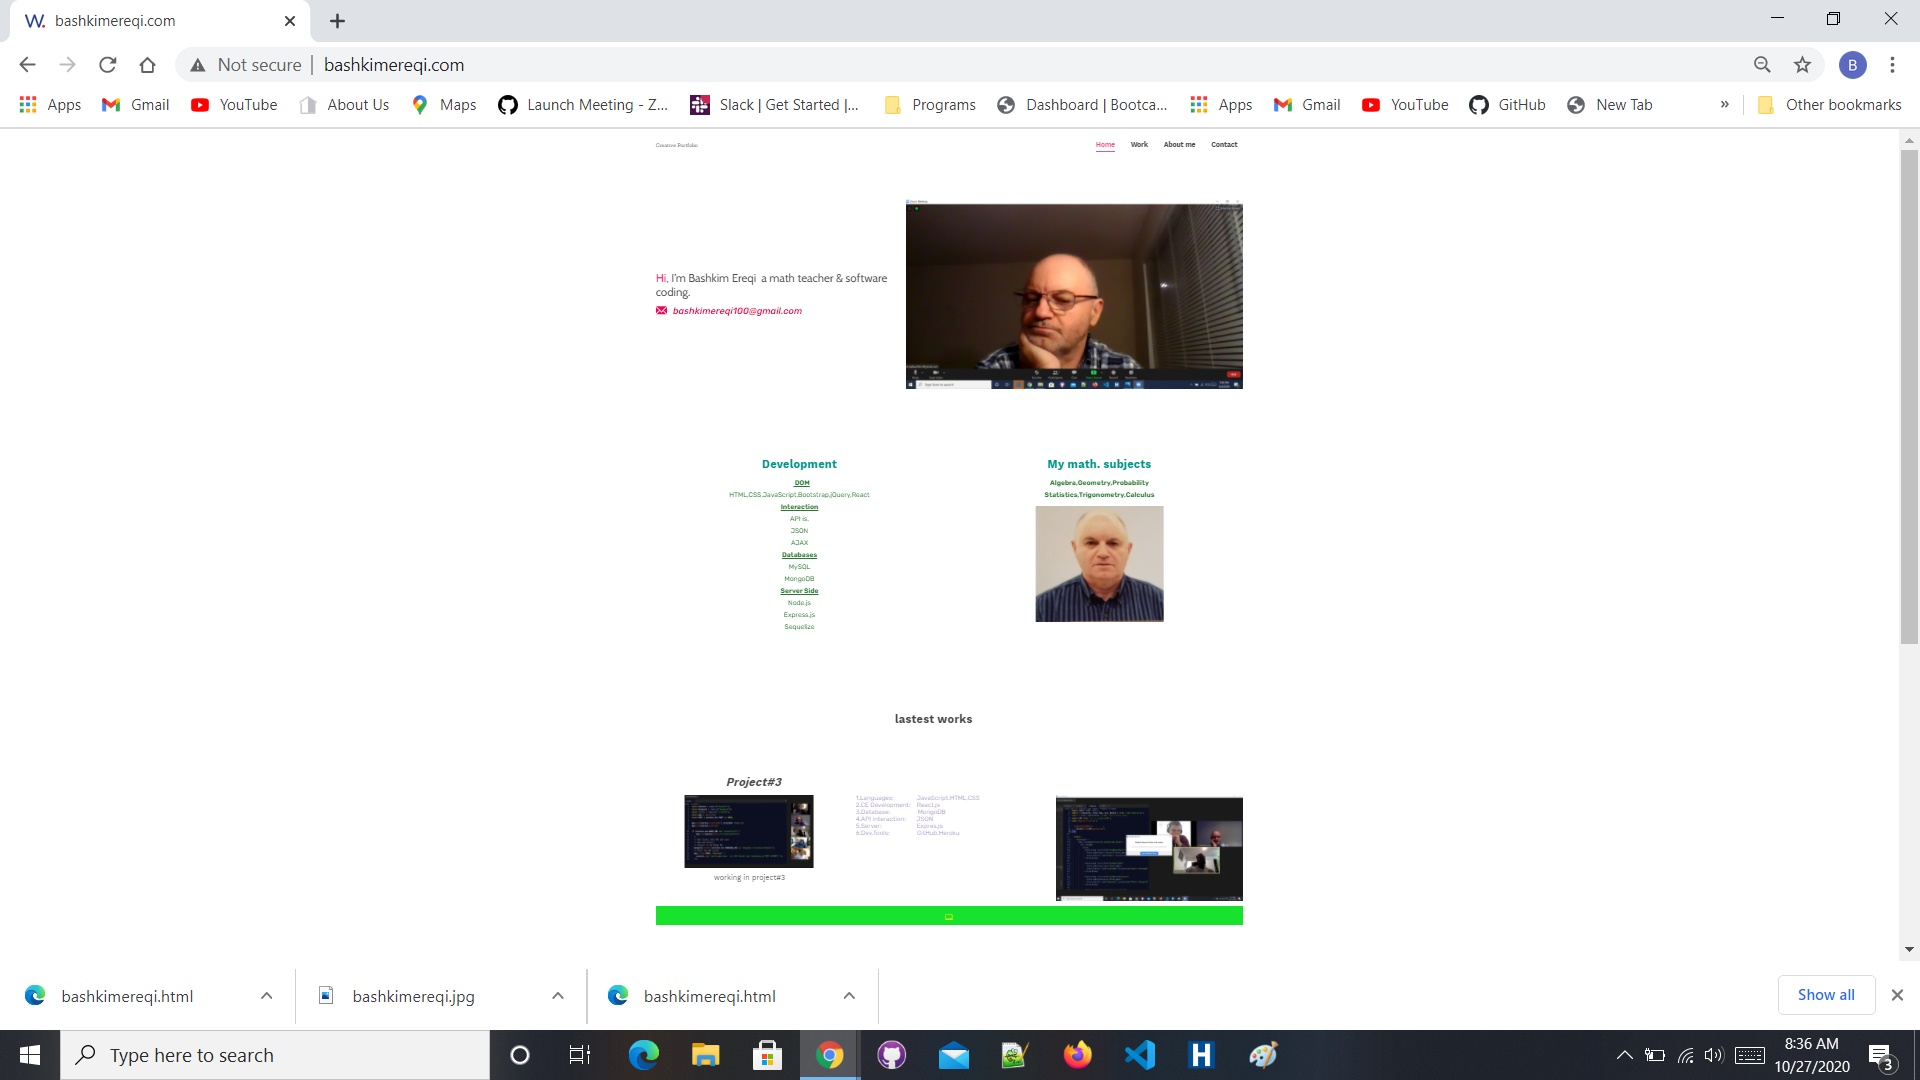 bashkimereqi.com
Not secure | bashkimereqi.com
B
Apps Gmail YouTube About Us Maps Launch Meeting - Z... Slack | Get Started |... Programs Dashboard | Bootca... Apps Gmail YouTube GitHub New Tab » Other bookmarks
Creative Portfolio
Home Work About me Contact
Hi, I'm Bashkim Ereqi a math teacher & software
coding.
bashkimereqi100@gmail.com
Development
DOM
HTML,CSS,JavaScript,Bootstrap,jQuery,React
Interaction
API is,
JSON
AJAX
Databases
MySQL
MongoDB
Server Side
Node.js
Express.js
Sequelize
My math. subjects
Algebra,Geometry,Probability
Statistics,Trigonometry,Calculus
lastest works
Project#3
working in project#3
1.Languages: JavaScript,HTML,CSS
2.CE Development: React.js
3.Database: MongoDB
4.API interaction: JSON
5.Server: Expres.js
6.Dev.Tools: GitHub,Heroku
bashkimereqi.html
bashkimereqi.jpg
bashkimereqi.html
Show all
Type here to search
8:36 AM
10/27/2020
3